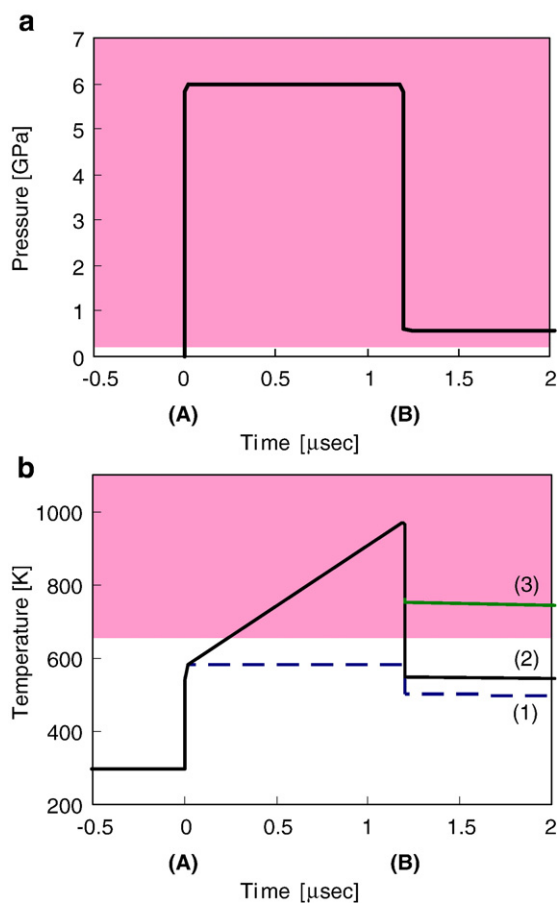 a
7
6
5
4
3
2
1
0
Pressure [GPa]
-0.5 0 0.5 1 1.5 2
(A) (B)
Time [μsec]
b
1000
800
600
400
200
Temperature [K]
(3)
(2)
(1)
-0.5 0 0.5 1 1.5 2
(A) (B)
Time [μsec]